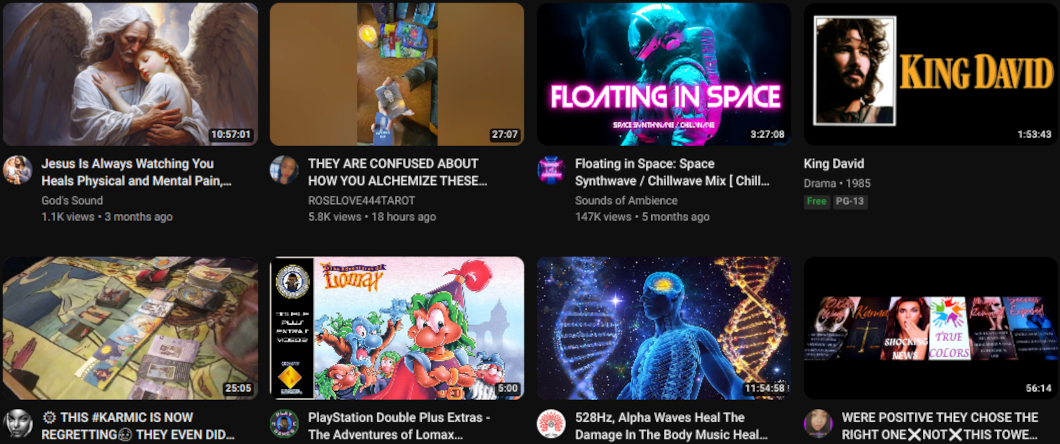 10:57:01
27:07
FLOATING IN SPACE
SPACE SYNTHWAVE / CHILLWAVE
3:27:08
KING DAVID
1:53:43
Jesus Is Always Watching You
Heals Physical and Mental Pain,...
God's Sound
1.1K views • 3 months ago
THEY ARE CONFUSED ABOUT
HOW YOU ALCHEMIZE THESE...
ROSELOVE444TAROT
5.8K views • 18 hours ago
Floating in Space: Space
Synthwave / Chillwave Mix [ Chill...
Sounds of Ambience
147K views • 5 months ago
King David
Drama • 1985
Free PG-13
25:05
The Adventures of
Lomax
5:00
11:54:58
Karmic
SHOCKING
NEWS
TRUE
COLORS
56:14
⚙️ THIS #KARMIC IS NOW
REGRETTING THEY EVEN DID...
PlayStation Double Plus Extras -
The Adventures of Lomax...
528Hz, Alpha Waves Heal The
Damage In The Body Music Heal...
WERE POSITIVE THEY CHOSE THE
RIGHT ONE❌NOT❌THIS TOWE...